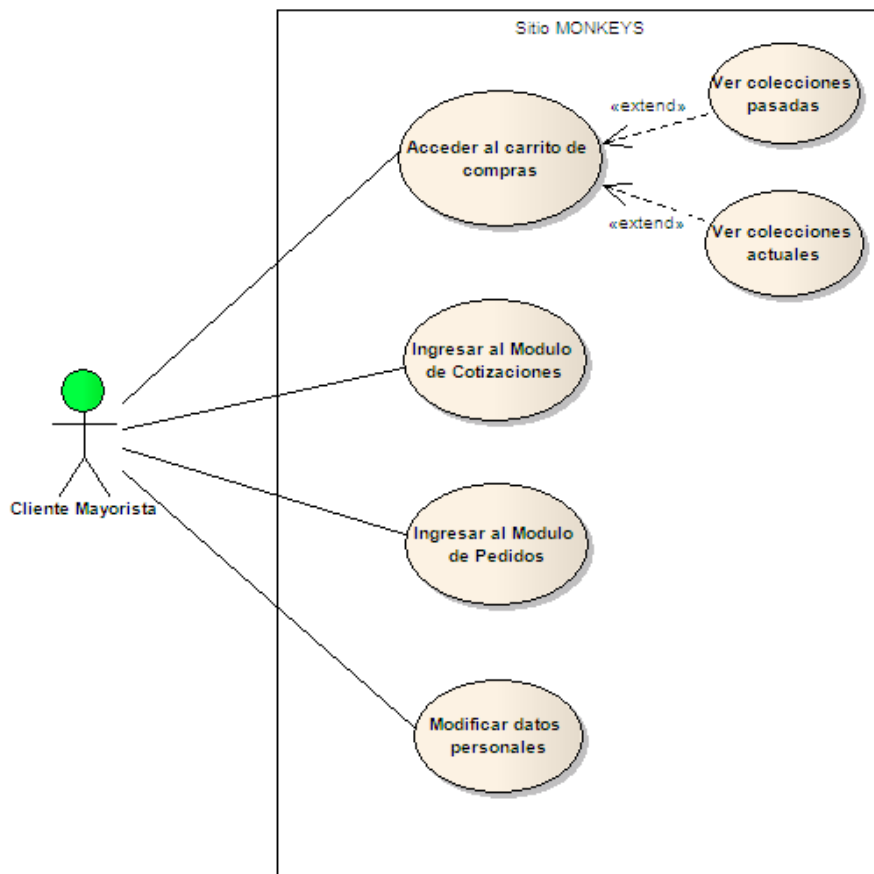 Sitio MONKEYS
Ver colecciones
pasadas
«extend»
Acceder al carrito de
compras
«extend»
Ver colecciones
actuales
Ingresar al Modulo
de Cotizaciones
Cliente Mayorista
Ingresar al Modulo
de Pedidos
Modificar datos
personales